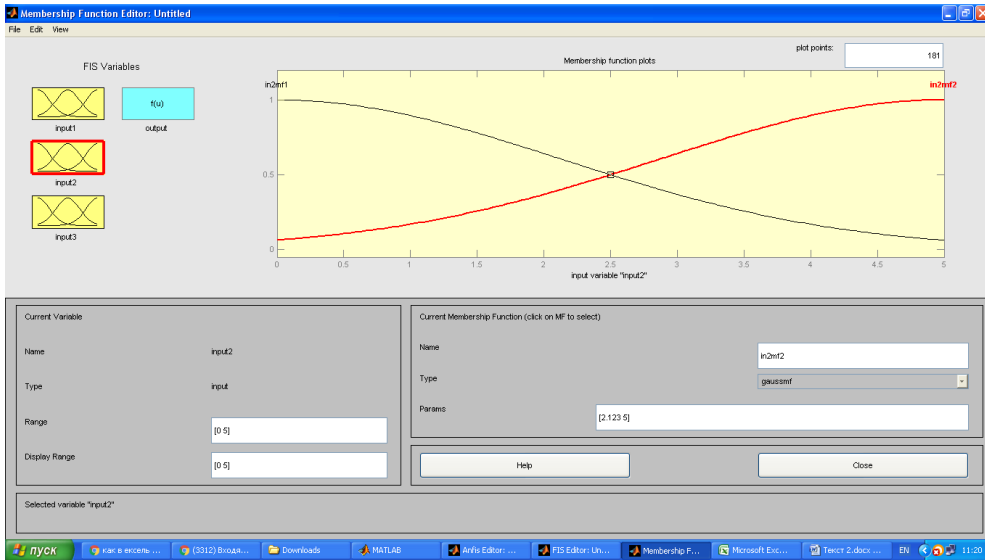 Membership Function Editor: Untitled
File Edit View
FIS Variables
input1
f(u)
output
input2
input3
plot points:
181
Membership function plots
in2mf1
in2mf2
1
0.5
0
0 0.5 1 1.5 2 2.5 3 3.5 4 4.5 5
input variable "input2"
Current Variable
Name input2
Type input
Range [0 5]
Display Range [0 5]
Current Membership Function (click on MF to select)
Name in2mf2
Type gaussmf
Params [2.123 5]
Help Close
Selected variable "input2"
пуск как в ексель ... (3312) Входя... Downloads MATLAB Anfis Editor: ... FIS Editor: Un... Membership F... Microsoft Exc... Текст 2.docx ... EN 11:20